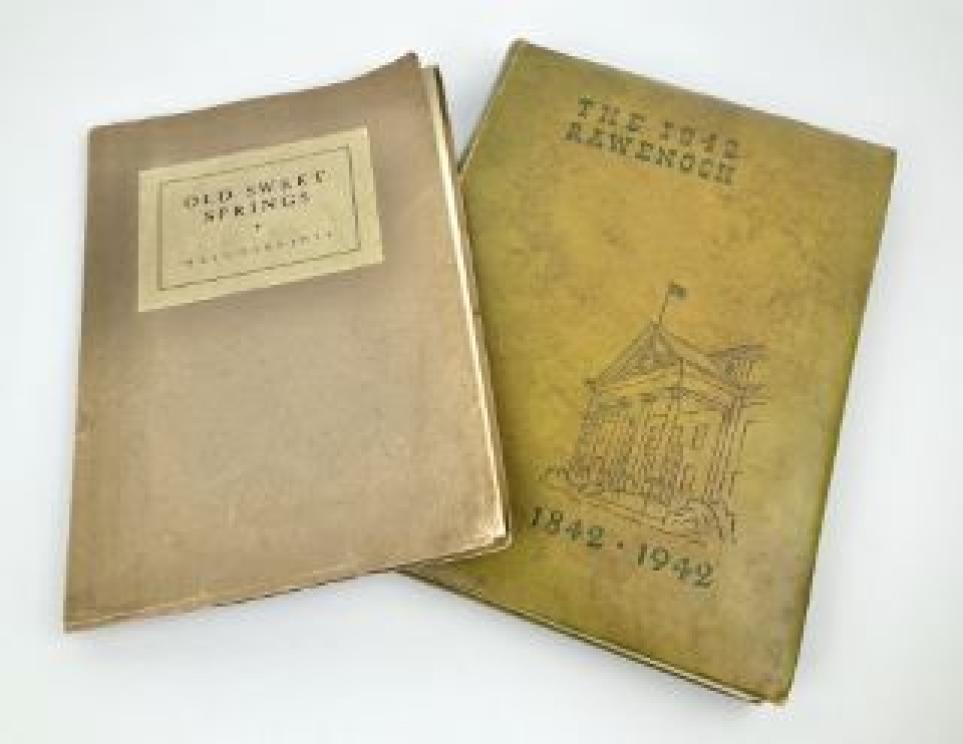 OLD SWEET
SPRINGS
THE 1942
RAWENOCH
1842 · 1942